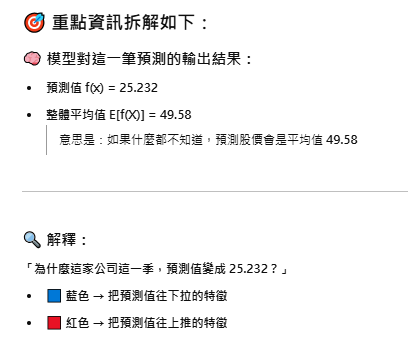 🎯 重點資訊拆解如下：
🧠 模型對這一筆預測的輸出結果：
• 預測值 f(x) = 25.232
• 整體平均值 E[f(X)] = 49.58
意思是：如果什麼都不知道，預測股價會是平均值 49.58
🔍 解釋：
「為什麼這家公司這一季，預測值變成 25.232？」
• 🟦 藍色 → 把預測值往下拉的特徵
• 🟥 紅色 → 把預測值往上推的特徵